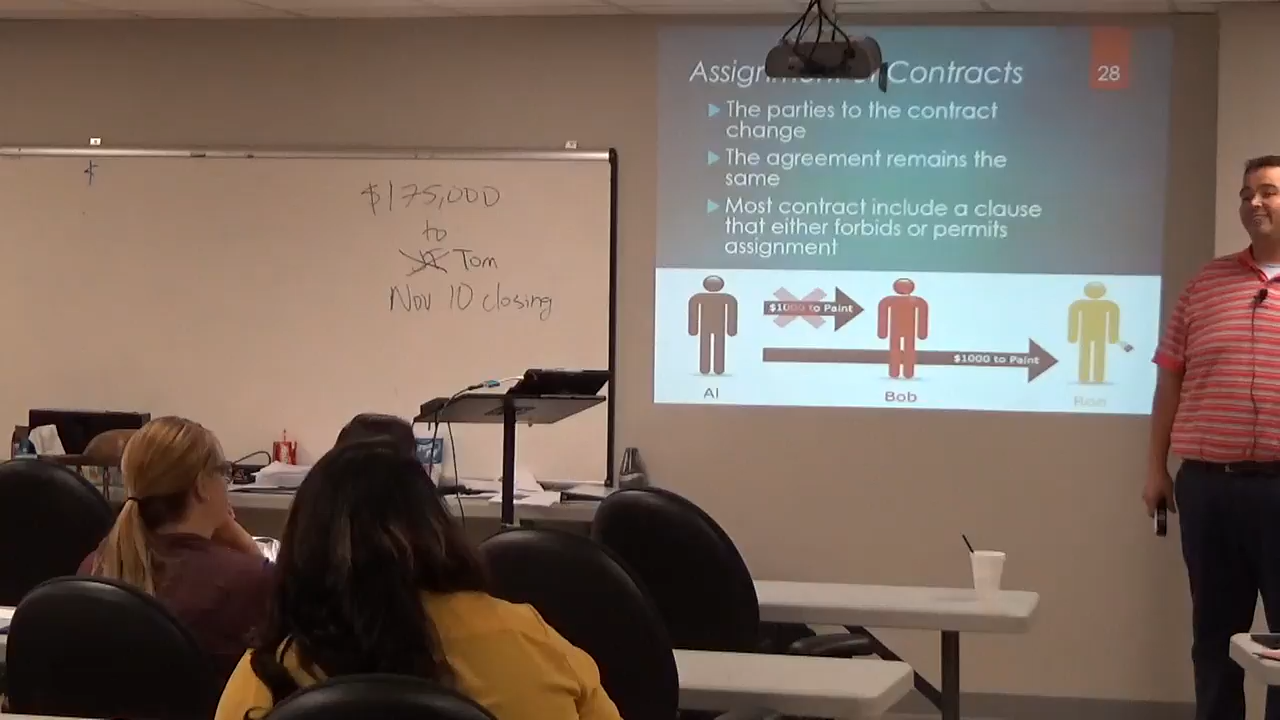 $
$175,000
to
Tom
Nov 10 closing
Contracts
28
The parties to the contract
change
The agreement remains the
same
Most contract include a clause
that either forbids or permits
assignment
$1000 to Paint
$1000 to Paint
Al
Bob